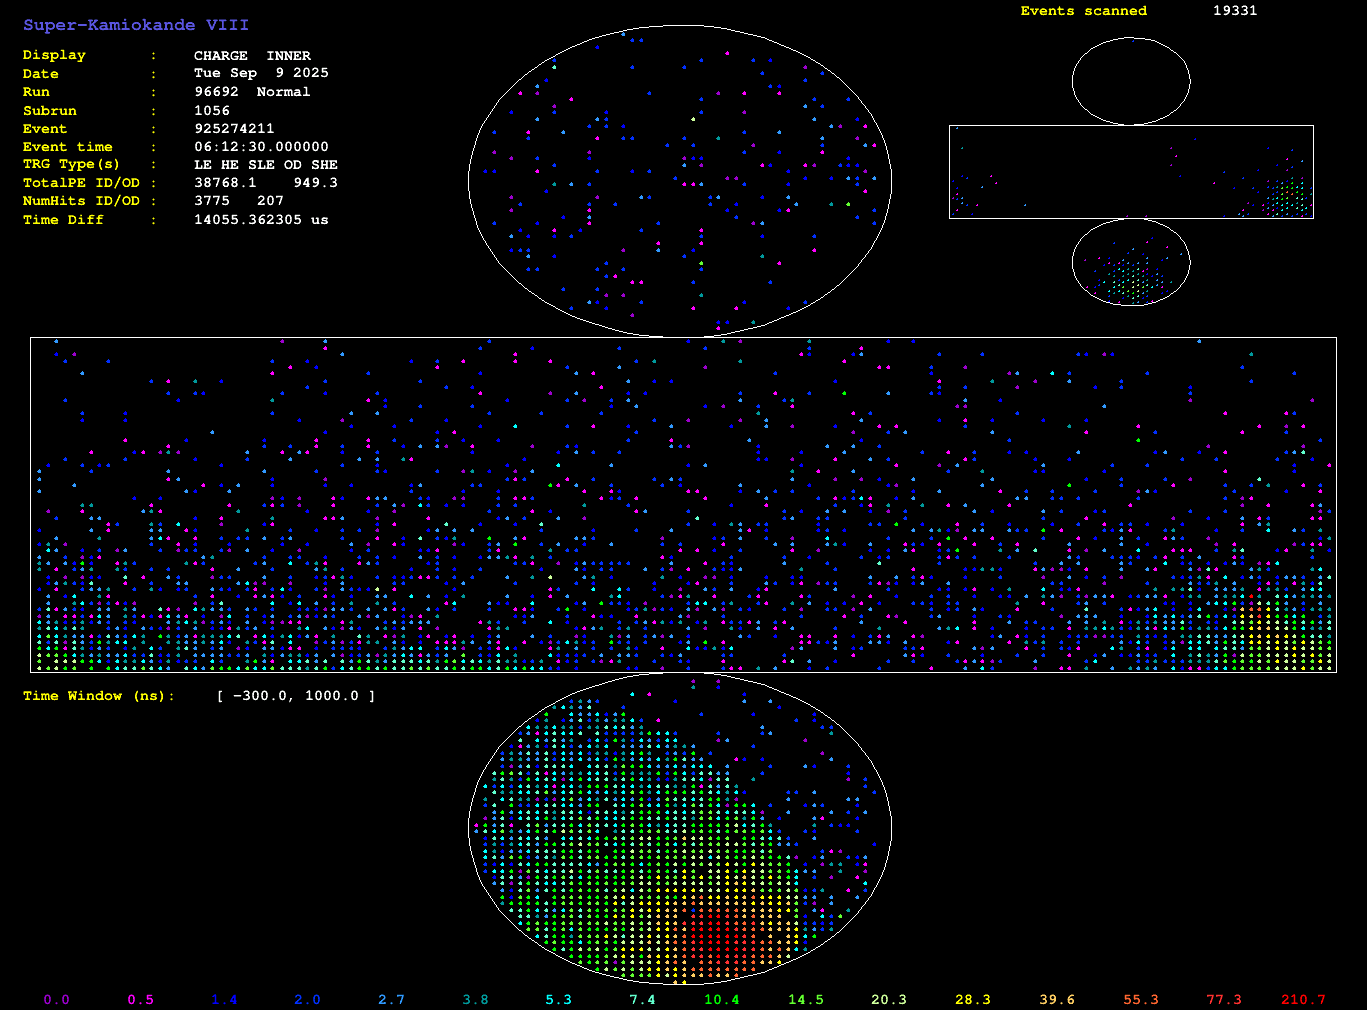 Super-Kamiokande VIII
Events scanned 19331
Display : CHARGE INNER
Date : Tue Sep 9 2025
Run : 96692 Normal
Subrun : 1056
Event : 925274211
Event time : 06:12:30.000000
TRG Type(s) : LE HE SLE OD SHE
TotalPE ID/OD : 38768.1 949.3
NumHits ID/OD : 3775 207
Time Diff : 14055.362305 us
Time Window (ns): [ −300.0, 1000.0 ]
0.0 0.5 1.4 2.0 2.7 3.8 5.3 7.4 10.4 14.5 20.3 28.3 39.6 55.3 77.3 210.7